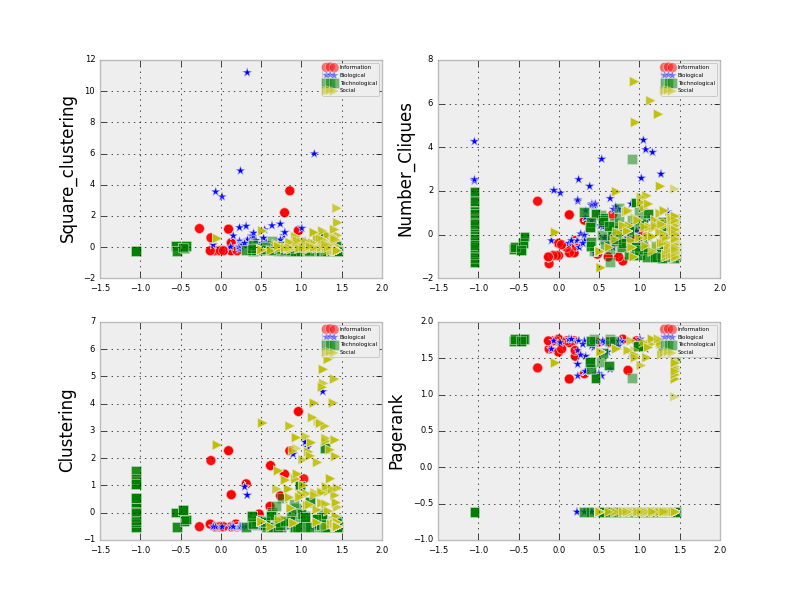 12
10
8
6
4
2
0
−2
−1.5 −1.0 −0.5 0.0 0.5 1.0 1.5 2.0
Square_clustering
Information
Biological
Technological
Social
8
6
4
2
0
−2
−1.5 −1.0 −0.5 0.0 0.5 1.0 1.5 2.0
Number_Cliques
Information
Biological
Technological
Social
7
6
5
4
3
2
1
0
−1
−1.5 −1.0 −0.5 0.0 0.5 1.0 1.5 2.0
Clustering
Information
Biological
Technological
Social
2.0
1.5
1.0
0.5
0.0
−0.5
−1.0
−1.5 −1.0 −0.5 0.0 0.5 1.0 1.5 2.0
Pagerank
Information
Biological
Technological
Social